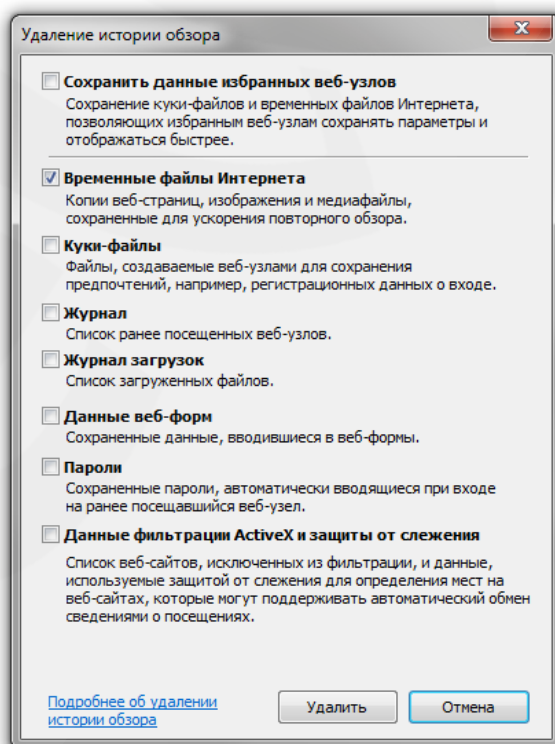 Удаление истории обзора
Сохранить данные избранных веб-узлов
Сохранение куки-файлов и временных файлов Интернета,
позволяющих избранным веб-узлам сохранять параметры и
отображаться быстрее.
Временные файлы Интернета
Копии веб-страниц, изображения и медиафайлы,
сохраненные для ускорения повторного обзора.
Куки-файлы
Файлы, создаваемые веб-узлами для сохранения
предпочтений, например, регистрационных данных о входе.
Журнал
Список ранее посещенных веб-узлов.
Журнал загрузок
Список загруженных файлов.
Данные веб-форм
Сохраненные данные, вводившиеся в веб-формы.
Пароли
Сохраненные пароли, автоматически вводящиеся при входе
на ранее посещавшийся веб-узел.
Данные фильтрации ActiveX и защиты от слежения
Список веб-сайтов, исключенных из фильтрации, и данные,
используемые защитой от слежения для определения мест на
веб-сайтах, которые могут поддерживать автоматический обмен
сведениями о посещениях.
Подробнее об удалении
истории обзора
Удалить
Отмена